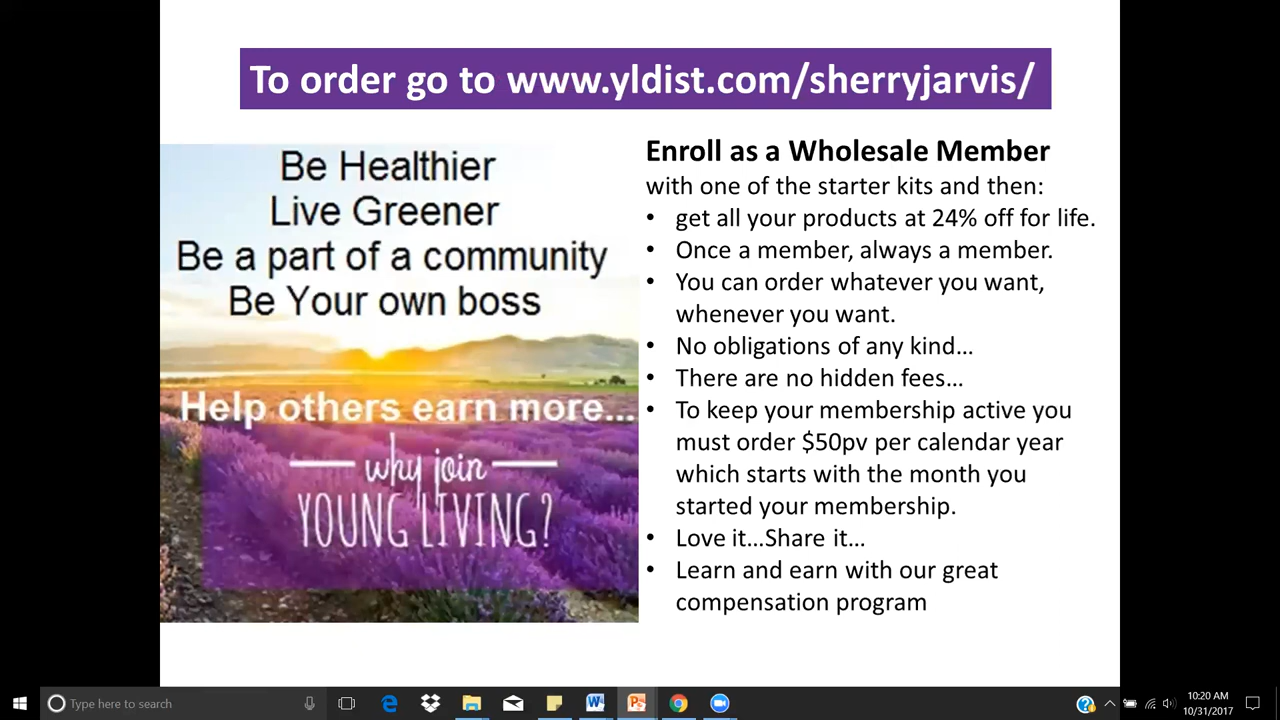 To order go to www.yldist.com/sherryjarvis/
Be Healthier
Live Greener
Be a part of a community
Be Your own boss
Help others earn more...
why join
YOUNG LIVING?
Enroll as a Wholesale Member
with one of the starter kits and then:
• get all your products at 24% off for life.
• Once a member, always a member.
• You can order whatever you want,
whenever you want.
• No obligations of any kind...
• There are no hidden fees...
• To keep your membership active you
must order $50pv per calendar year
which starts with the month you
started your membership.
• Love it...Share it...
• Learn and earn with our great
compensation program
Type here to search
10:20 AM
10/31/2017